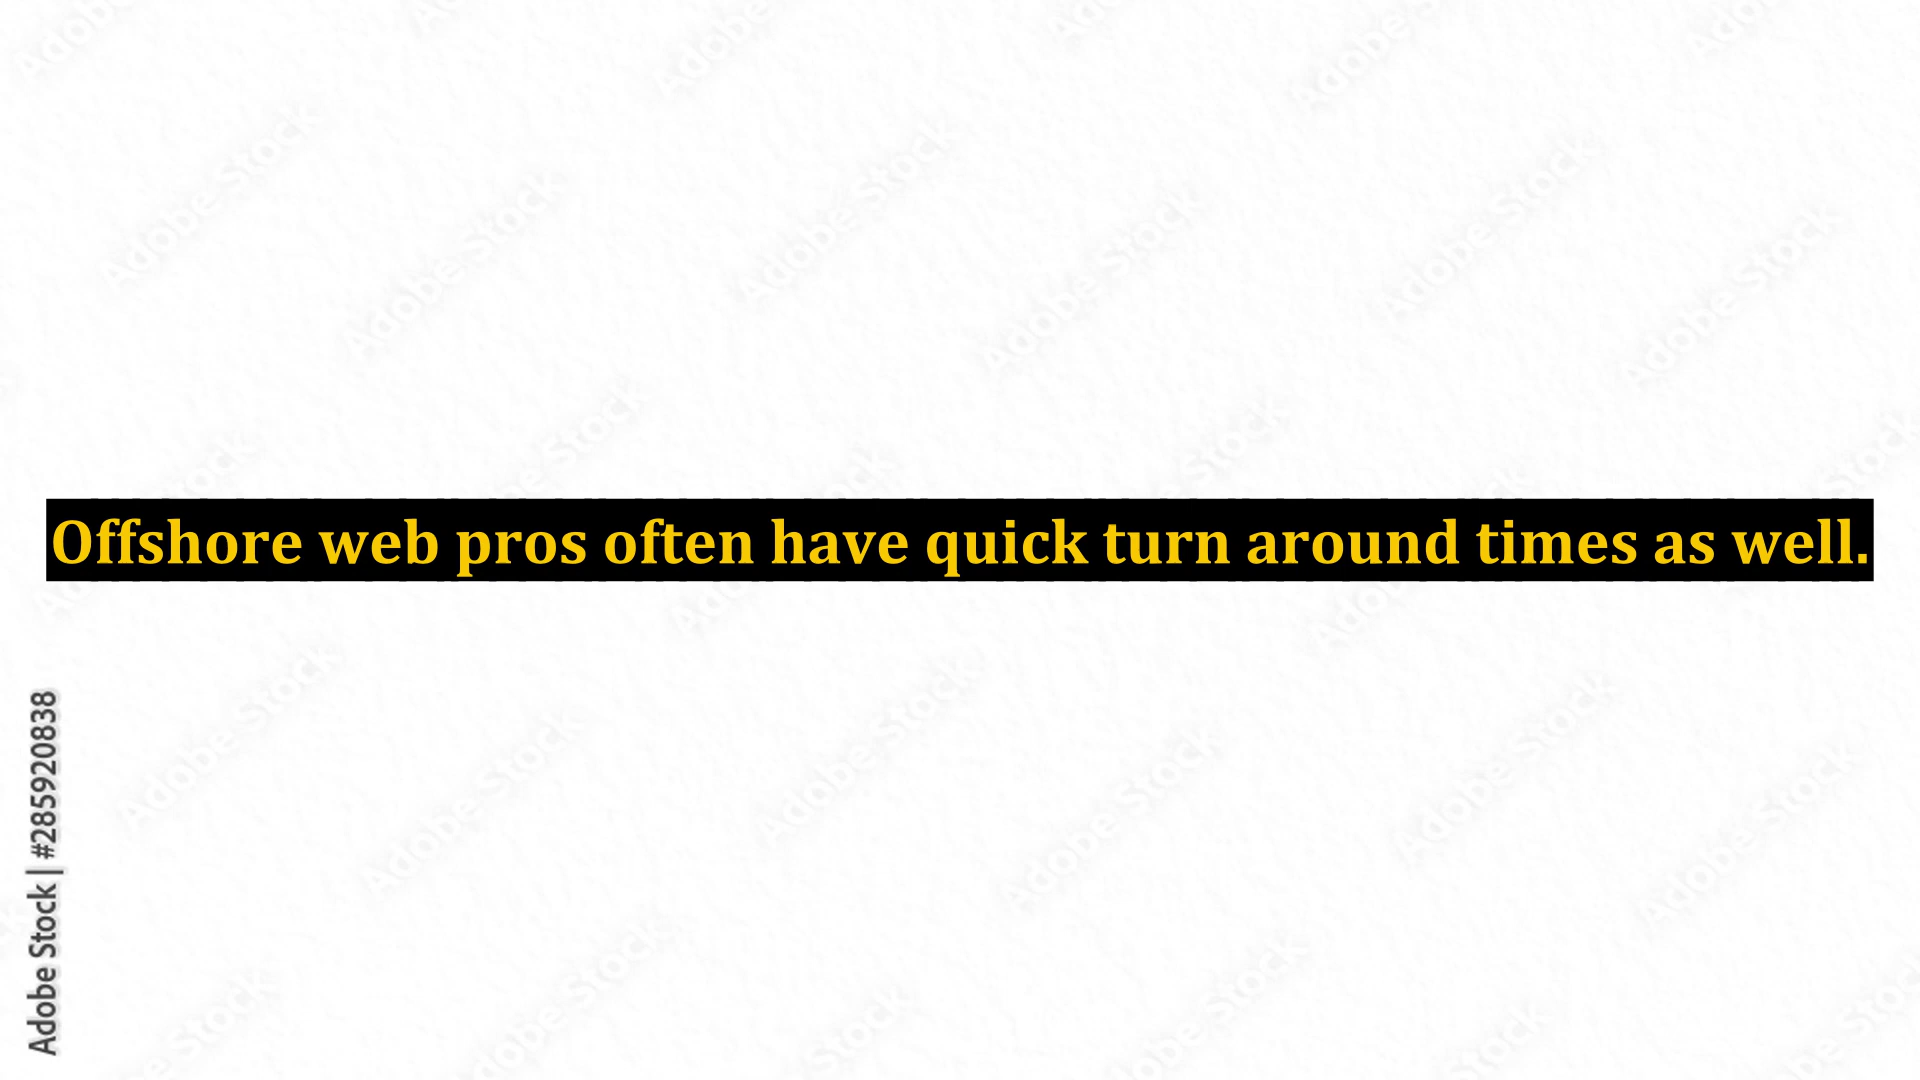 Offshore web pros often have quick turn around times as well.
Adobe Stock | #285920838